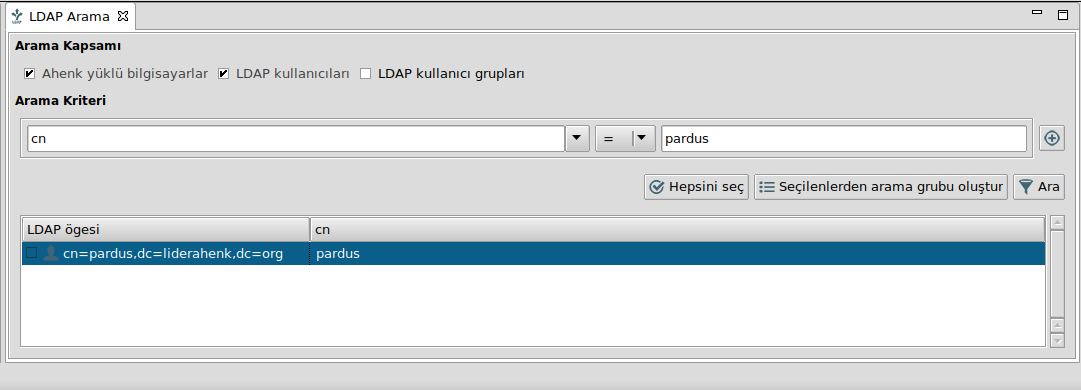 LDAP Arama
Arama Kapsamı
Ahenk yüklü bilgisayarlar LDAP kullanıcıları LDAP kullanıcı grupları
Arama Kriteri
cn = pardus
Hepsini seç Seçilenlerden arama grubu oluştur Ara
LDAP ögesi cn
cn=pardus,dc=liderahenk,dc=org pardus